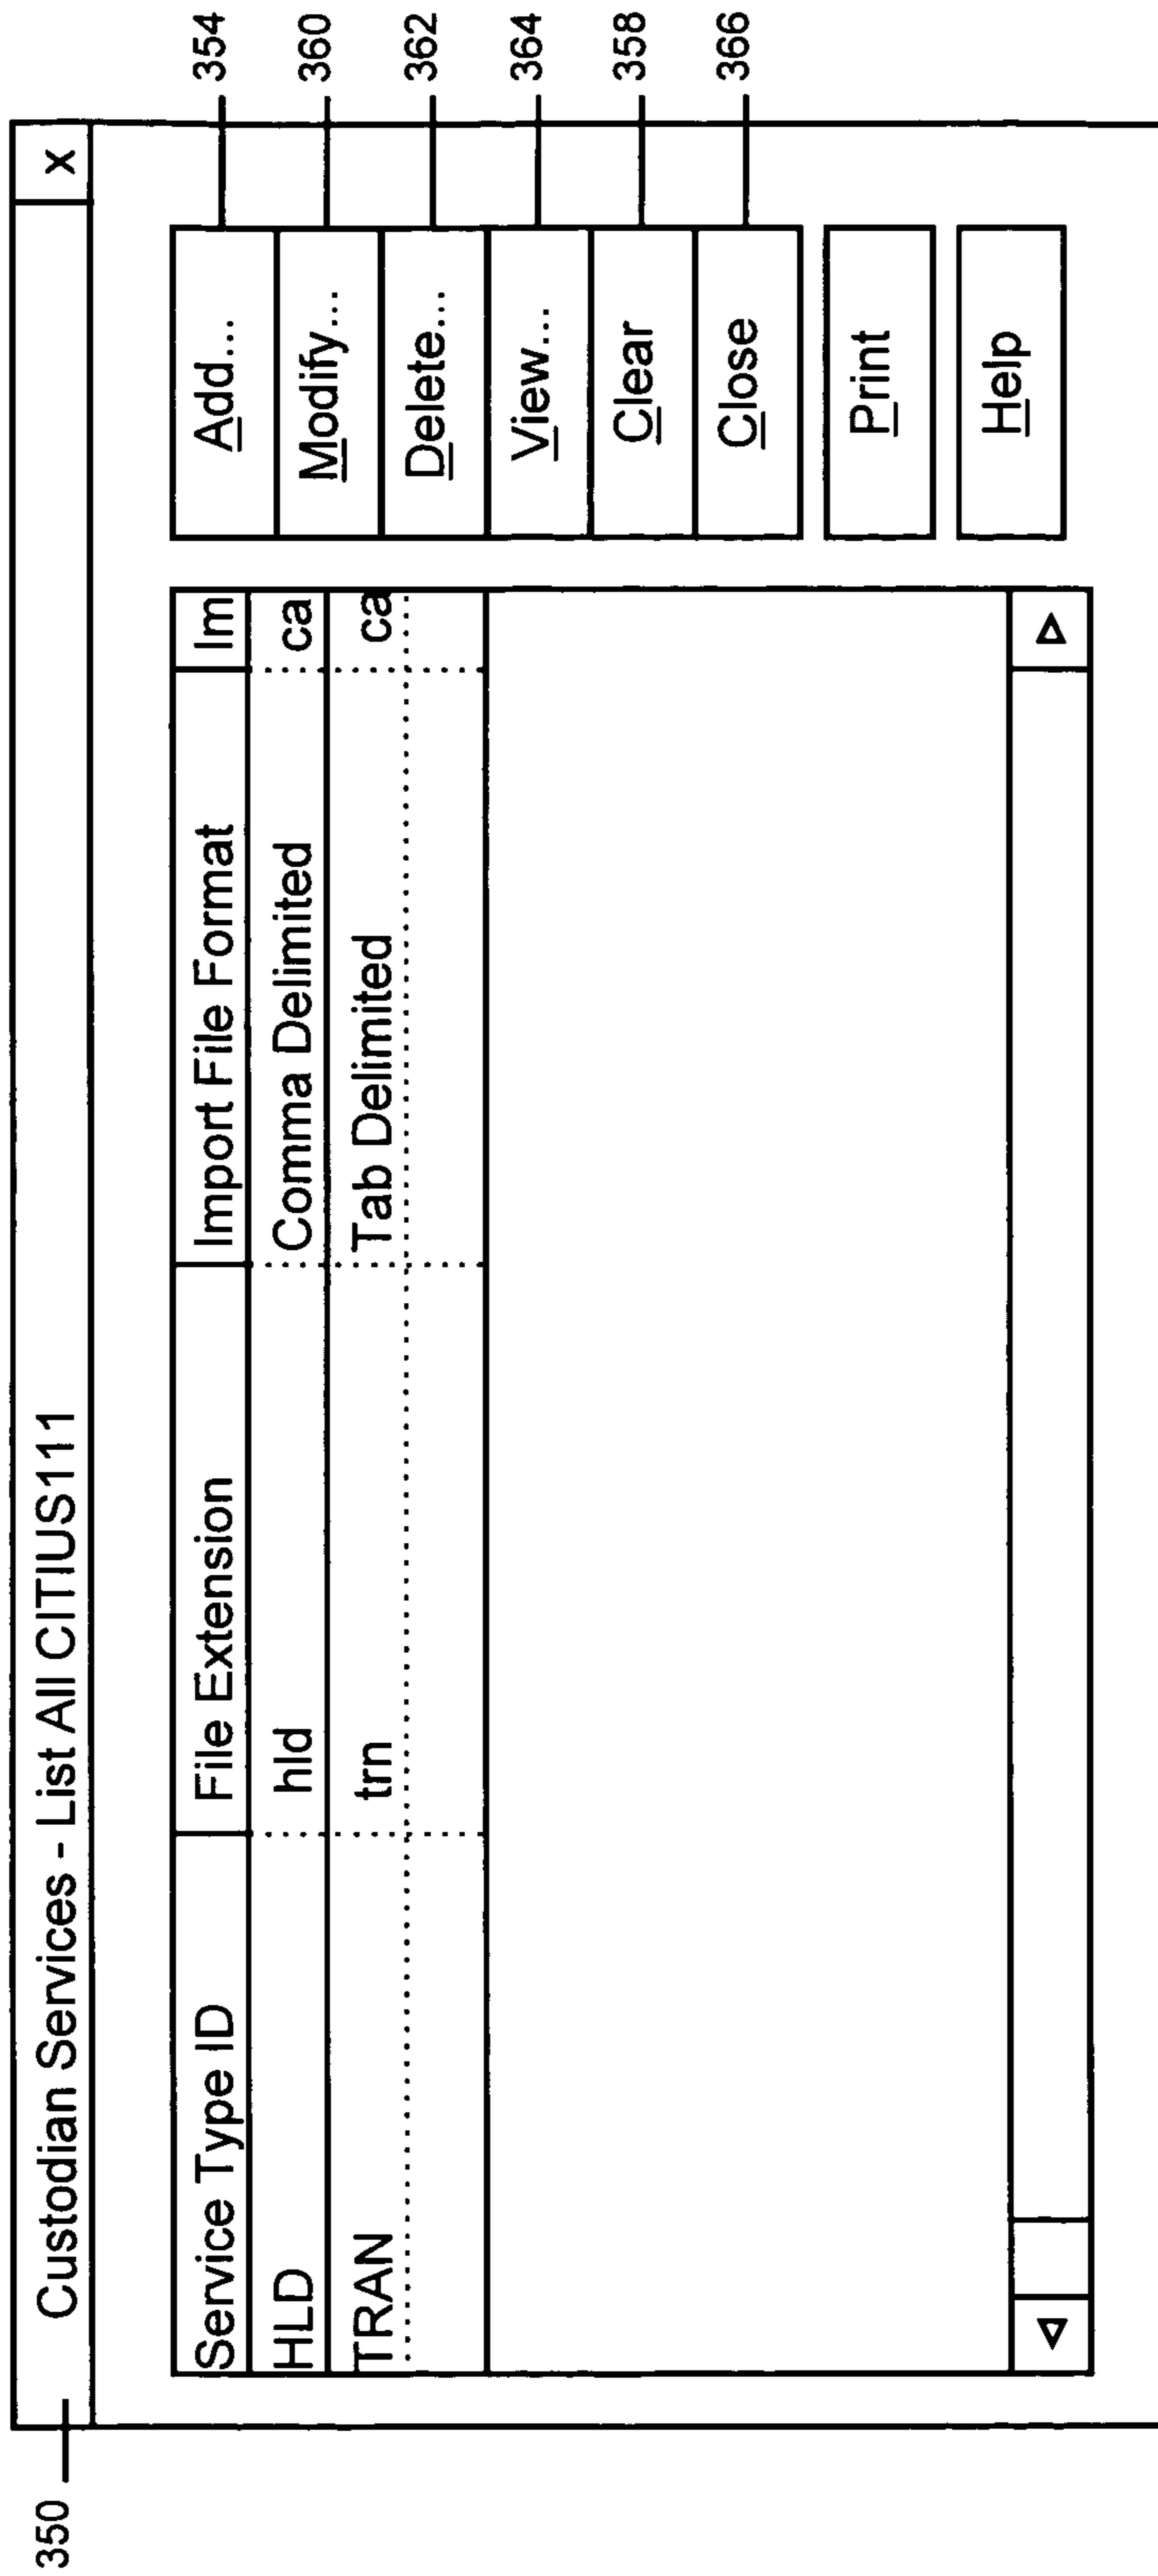 350
Custodian Services - List All CITIUS111
X
Service Type ID File Extension Import File Format Im
HLD hld Comma Delimited ca
TRAN trn Tab Delimited ca
Add... 354
Modify... 360
Delete... 362
View... 364
Clear 358
Close 366
Print
Help